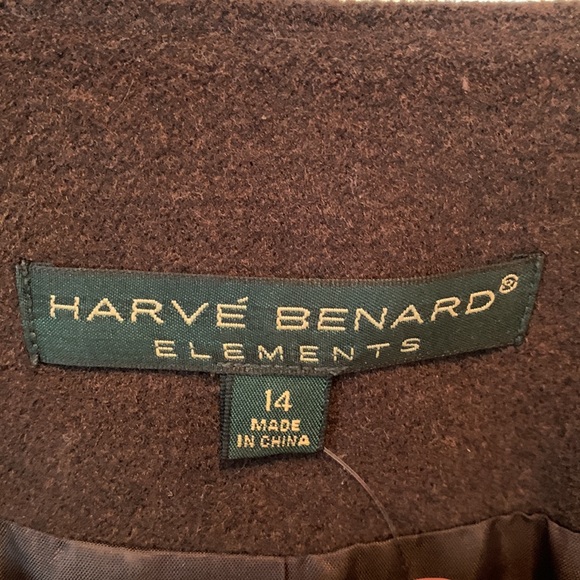 HARVÉ BENARD®
ELEMENTS
14
MADE
IN CHINA